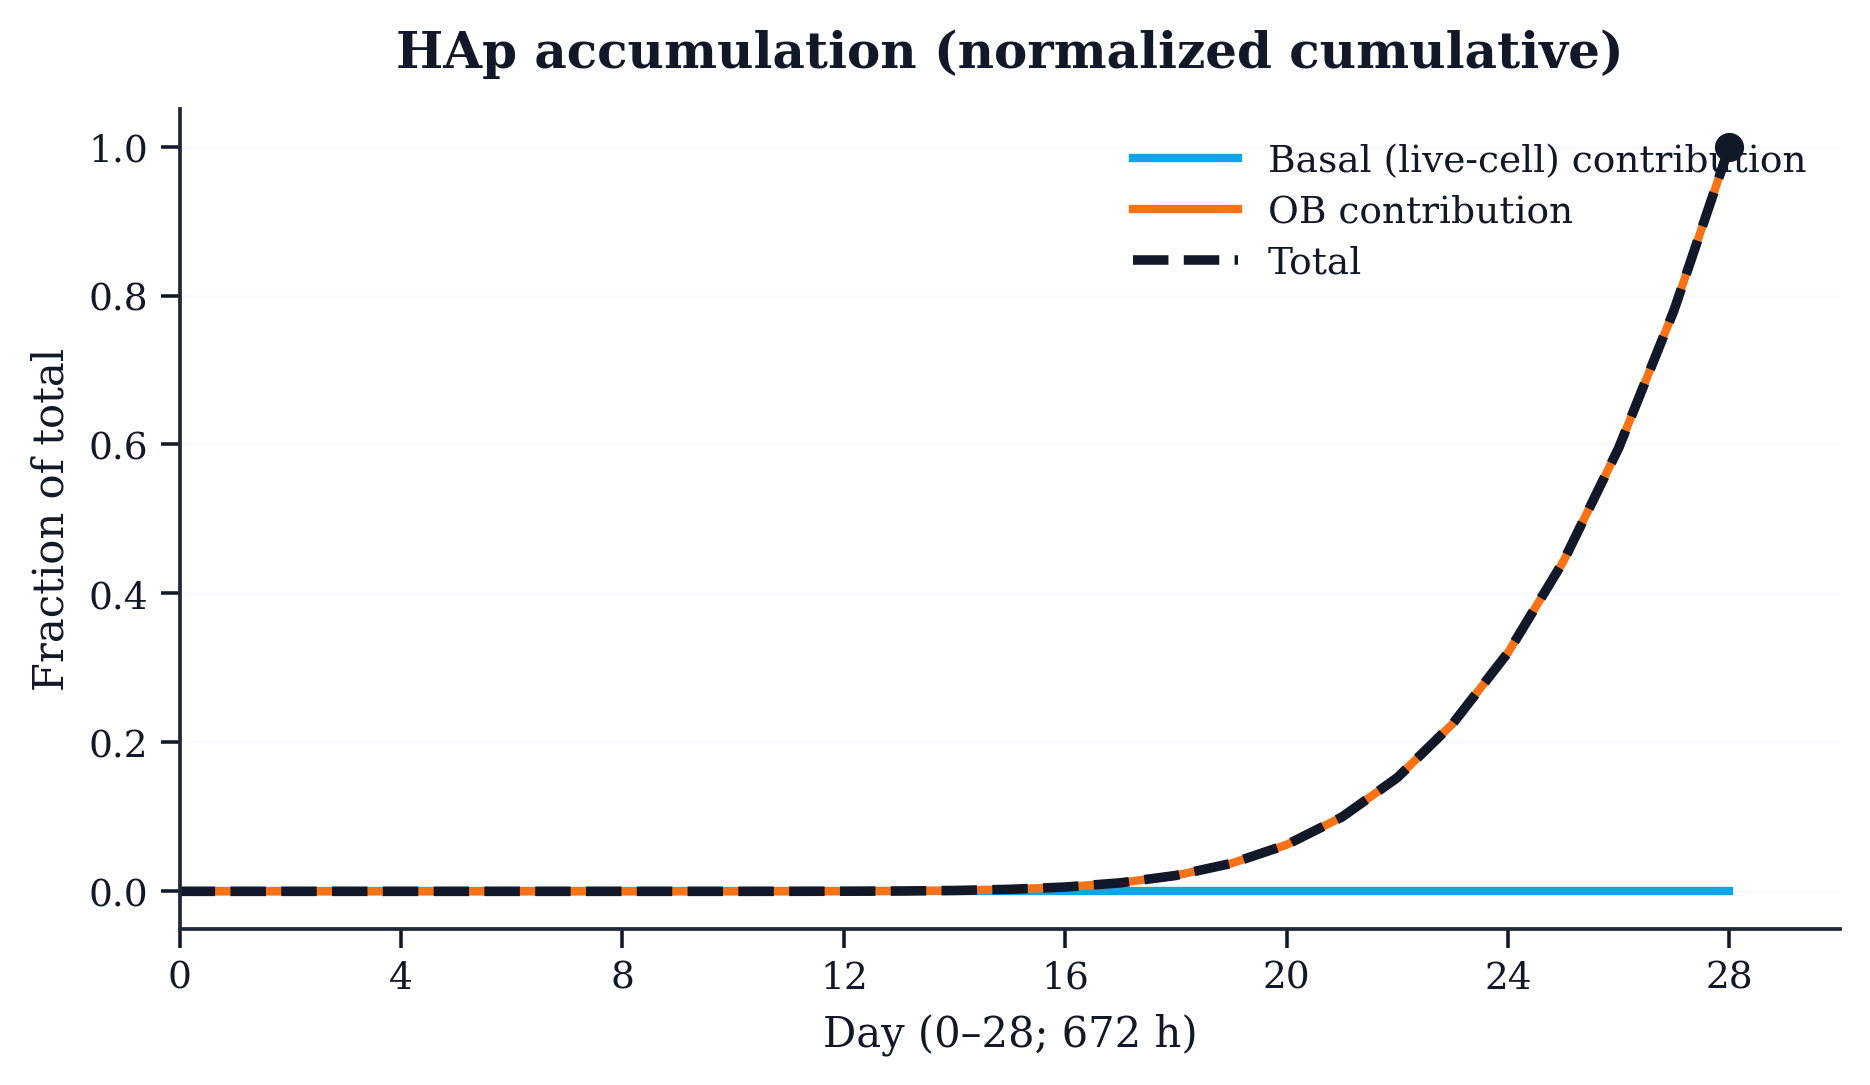 HAp accumulation (normalized cumulative)
Fraction of total
1.0
0.8
0.6
0.4
0.2
0.0
Basal (live-cell) contribution
OB contribution
Total
0 4 8 12 16 20 24 28
Day (0–28; 672 h)